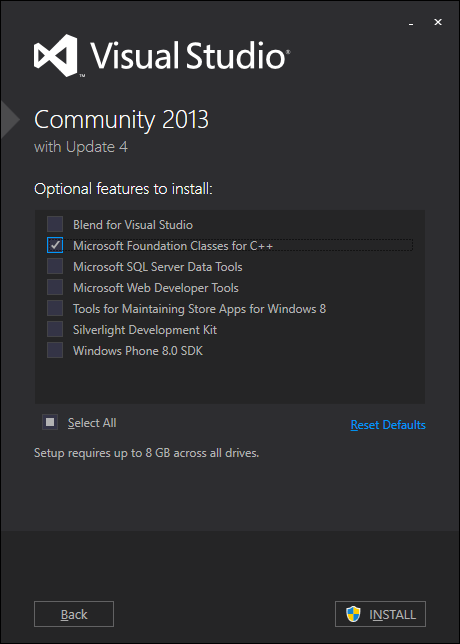 Visual Studio®
™
Community 2013
with Update 4
Optional features to install:
Blend for Visual Studio
Microsoft Foundation Classes for C++
Microsoft SQL Server Data Tools
Microsoft Web Developer Tools
Tools for Maintaining Store Apps for Windows 8
Silverlight Development Kit
Windows Phone 8.0 SDK
Select All
Reset Defaults
Setup requires up to 8 GB across all drives.
Back
INSTALL